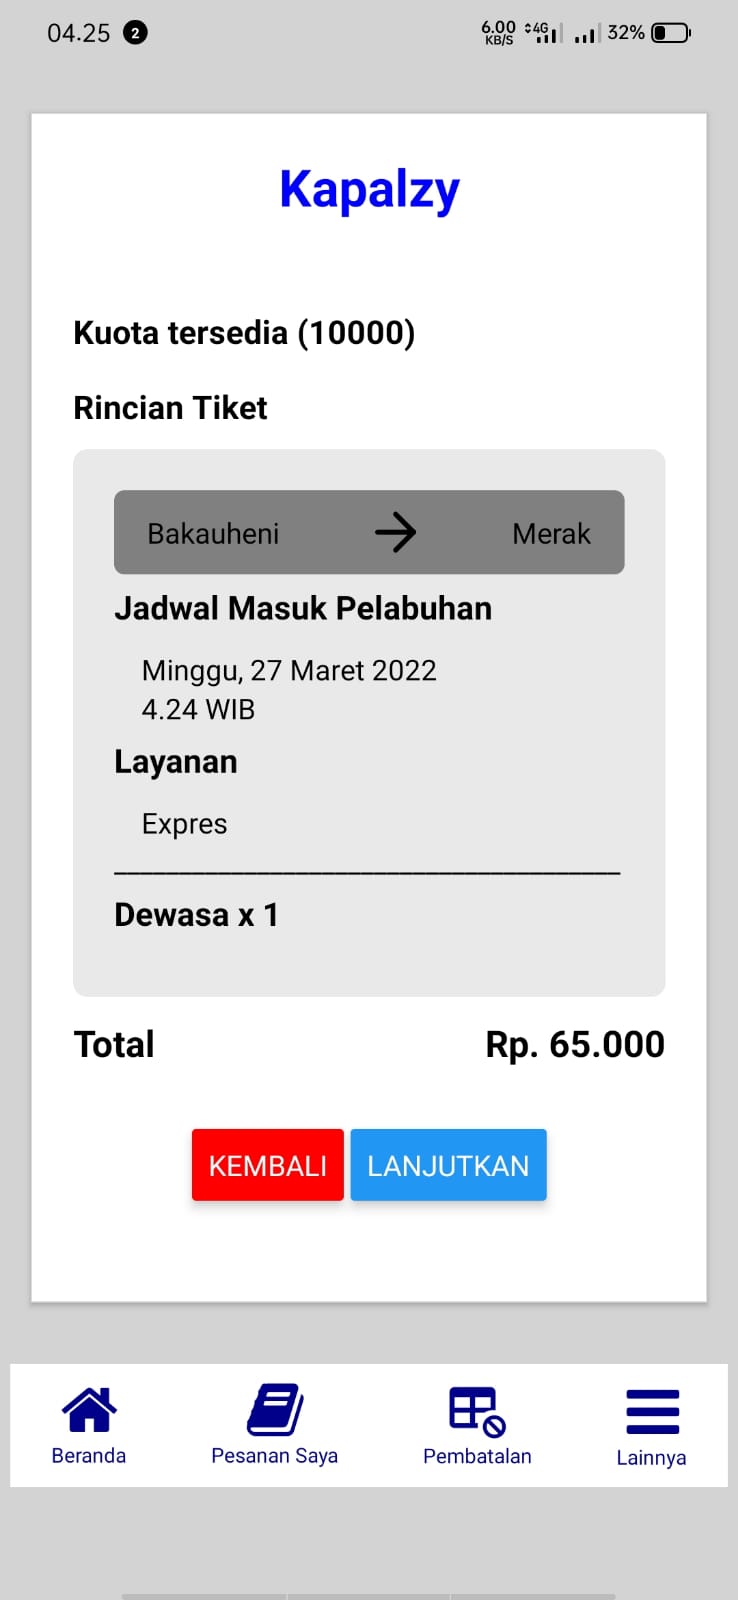 04.25 2 6.00 KB/S 4G 32%
Kapalzy
Kuota tersedia (10000)
Rincian Tiket
Bakauheni Merak
Jadwal Masuk Pelabuhan
Minggu, 27 Maret 2022
4.24 WIB
Layanan
Expres
Dewasa x 1
Total Rp. 65.000
KEMBALI LANJUTKAN
Beranda Pesanan Saya Pembatalan Lainnya